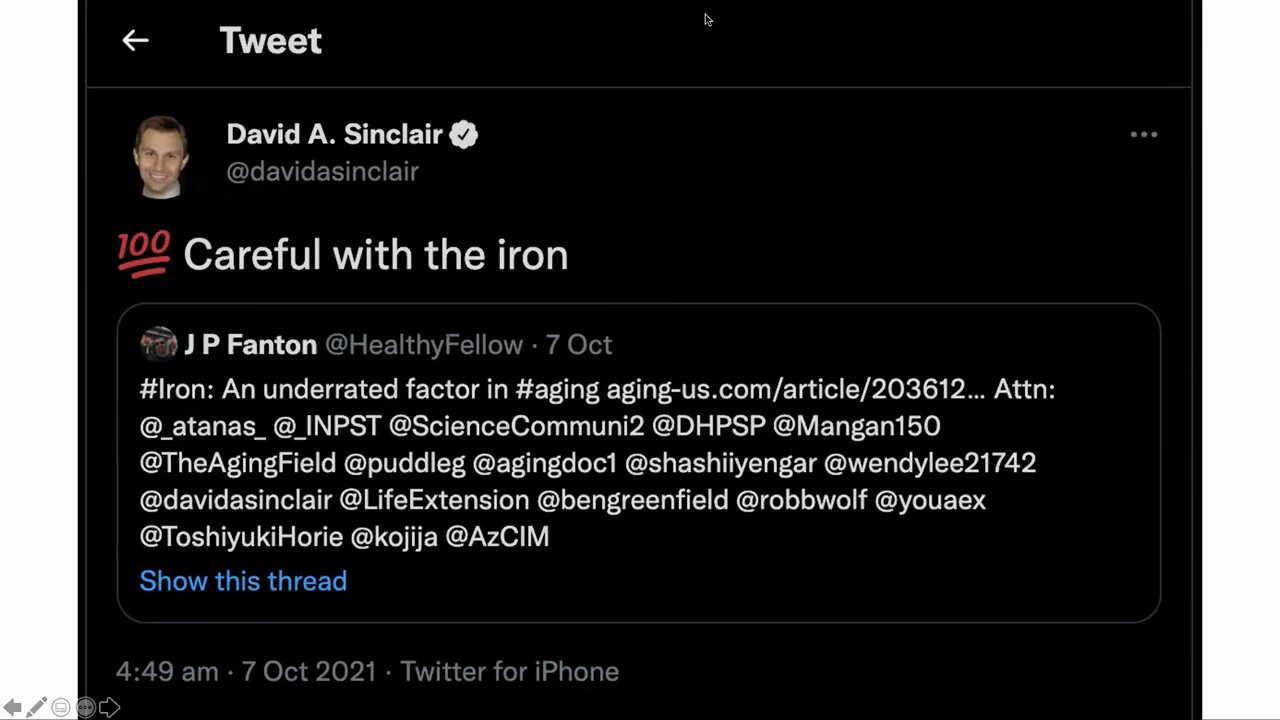 Tweet
David A. Sinclair
@davidasinclair
💯 Careful with the iron
J P Fanton @HealthyFellow · 7 Oct
#Iron: An underrated factor in #aging aging-us.com/article/203612… Attn:
@_atanas_ @_INPST @ScienceCommuni2 @DHPSP @Mangan150
@TheAgingField @puddleg @agingdoc1 @shashiiyengar @wendylee21742
@davidasinclair @LifeExtension @bengreenfield @robbwolf @youaex
@ToshiyukiHorie @kojija @AzCIM
Show this thread
4:49 am · 7 Oct 2021 · Twitter for iPhone